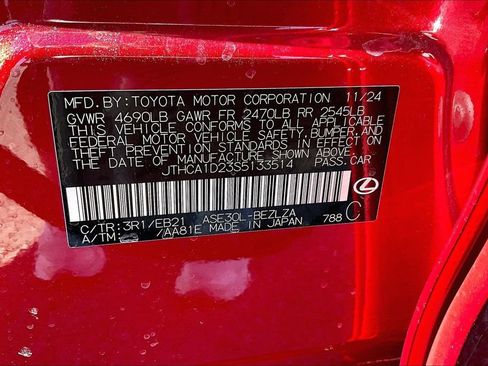 MFD. BY: TOYOTA MOTOR CORPORATION 11/24
GVWR 4690LB GAWR FR 2470LB RR 2545LB
THIS VEHICLE CONFORMS TO ALL APPLICABLE
FEDERAL MOTOR VEHICLE SAFETY, BUMPER, AND
THEFT PREVENTION STANDARDS IN EFFECT ON
THE DATE OF MANUFACTURE SHOWN ABOVE.
JTHCA1D23S5133514 PASS. CAR
C/TR: 3R1/EB21 ASE30L-BEZLZA 788 C
A/TM: /AA81E MADE IN JAPAN